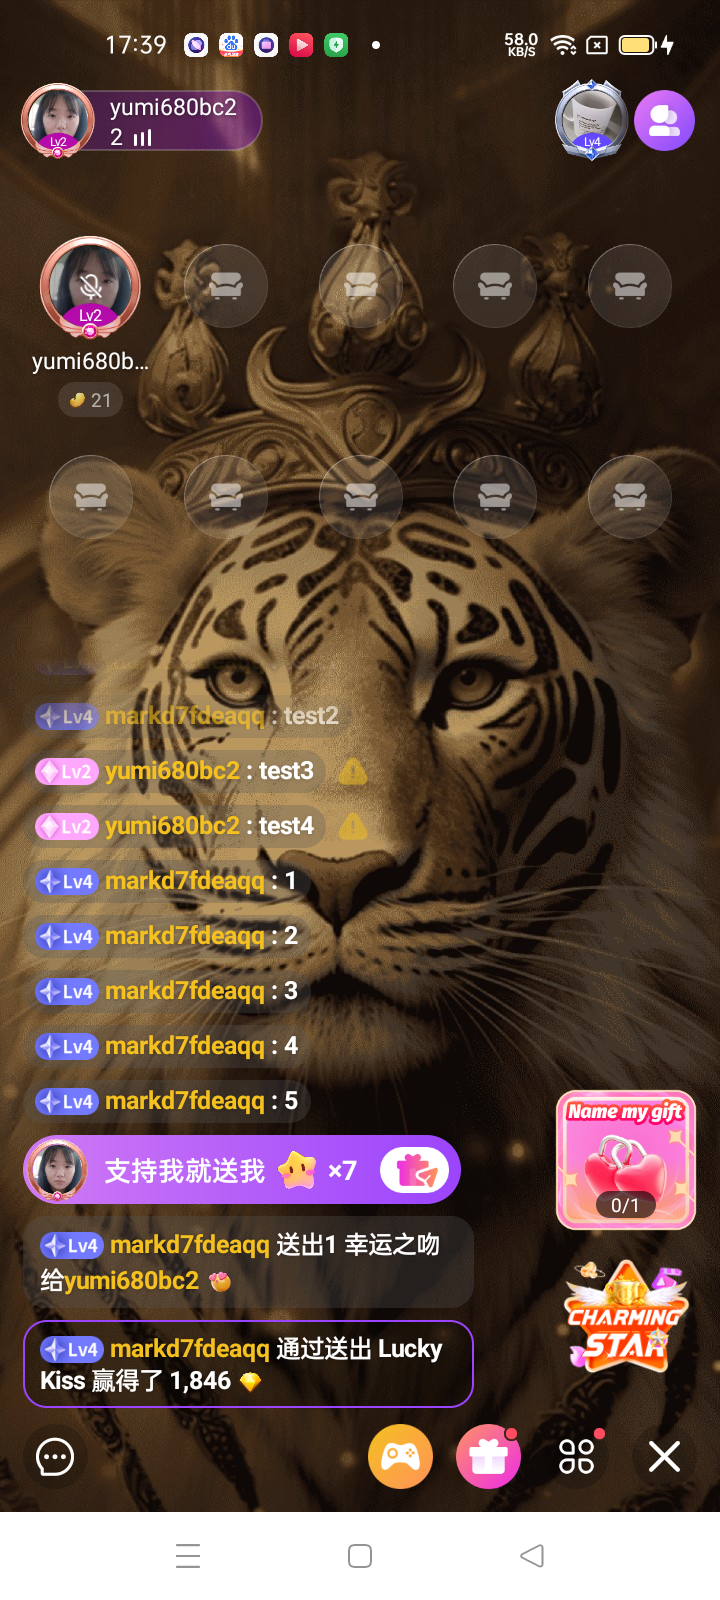 17:39
58.0
KB/S
yumi680bc2
2
Lv2
Lv4
Lv2
yumi680b...
21
Lv4 markd7fdeaqq : test2
Lv2 yumi680bc2 : test3
Lv2 yumi680bc2 : test4
Lv4 markd7fdeaqq : 1
Lv4 markd7fdeaqq : 2
Lv4 markd7fdeaqq : 3
Lv4 markd7fdeaqq : 4
Lv4 markd7fdeaqq : 5
Name my gift
0/1
支持我就送我 ×7
Lv4 markd7fdeaqq 送出1 幸运之吻
给yumi680bc2
CHARMING
STAR
Lv4 markd7fdeaqq 通过送出 Lucky
Kiss 赢得了 1,846